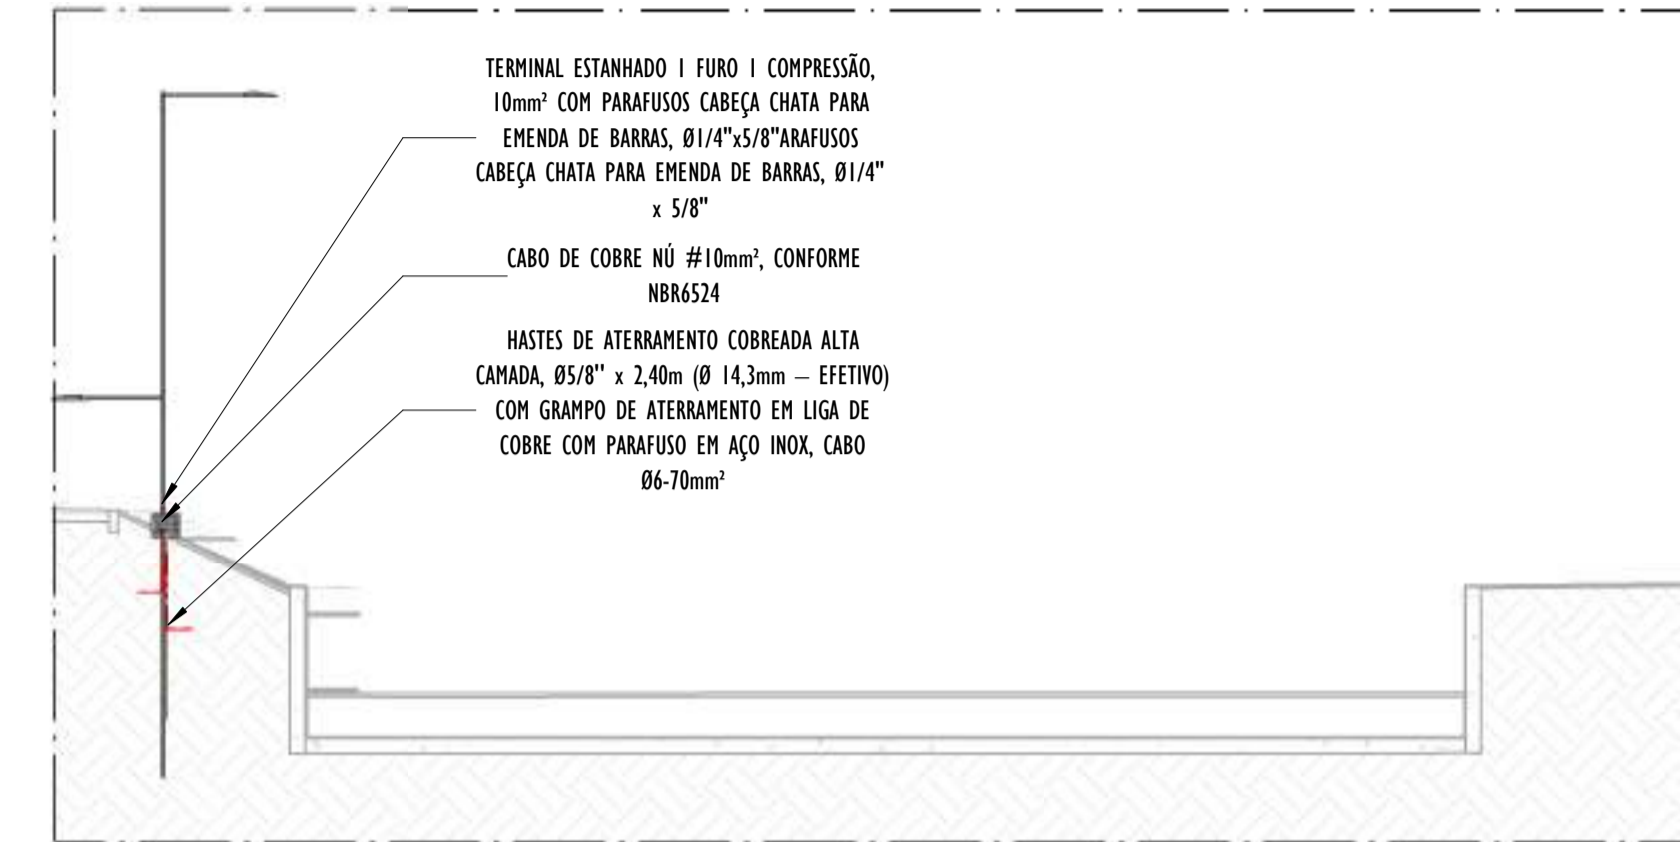 TERMINAL ESTANHADO 1 FURO 1 COMPRESSÃO,
10mm² COM PARAFUSOS CABEÇA CHATA PARA
EMENDA DE BARRAS, Ø1/4"x5/8"ARAFUSOS
CABEÇA CHATA PARA EMENDA DE BARRAS, Ø1/4"
x 5/8"
CABO DE COBRE NÚ #10mm², CONFORME
NBR6524
HASTES DE ATERRAMENTO COBREADA ALTA
CAMADA, Ø5/8'' x 2,40m (Ø 14,3mm – EFETIVO)
COM GRAMPO DE ATERRAMENTO EM LIGA DE
COBRE COM PARAFUSO EM AÇO INOX, CABO
Ø6-70mm²